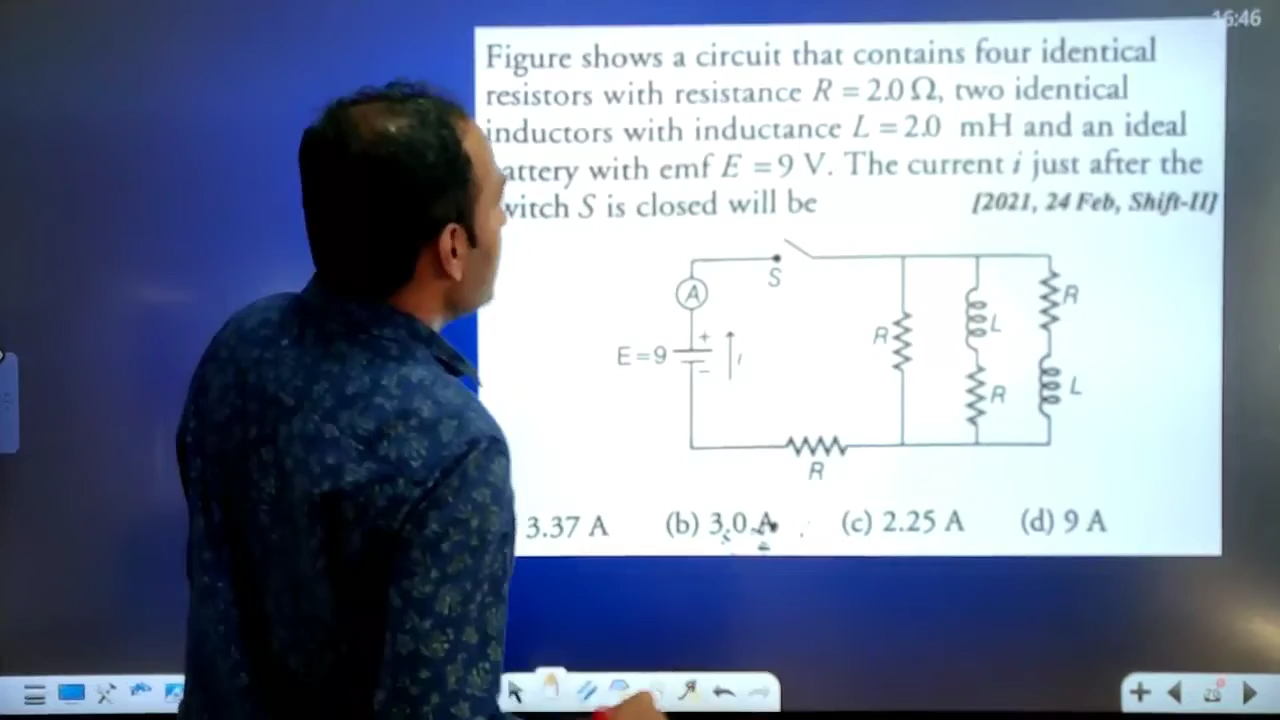 16:46
Figure shows a circuit that contains four identical
resistors with resistance R = 2.0 Ω, two identical
inductors with inductance L = 2.0 mH and an ideal
attery with emf E = 9 V. The current i just after the
witch S is closed will be
[2021, 24 Feb, Shift-II]
S
A
R
R
L
E = 9
+
i
-
R
L
R
3.37 A (b) 3.0 A (c) 2.25 A (d) 9 A